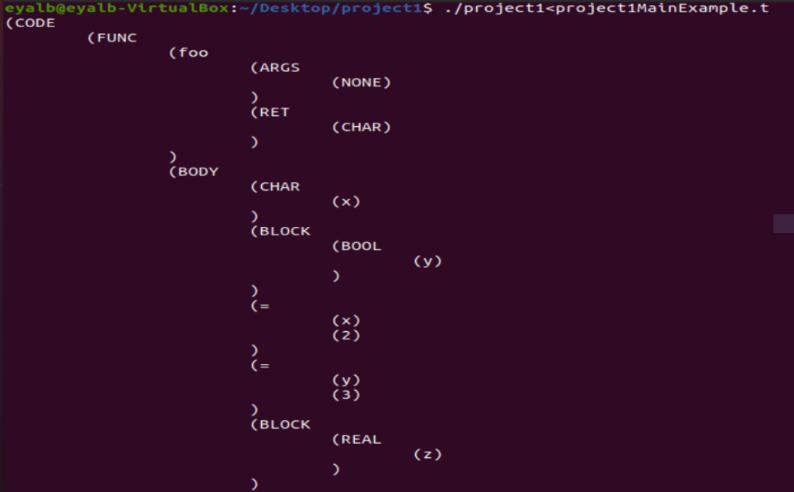 eyalb@eyalb-VirtualBox:~/Desktop/project1$ ./project1<project1MainExample.t
(CODE
(FUNC
(foo
(ARGS
(NONE)
)
(RET
(CHAR)
)
)
(BODY
(CHAR
(x)
)
(BLOCK
(BOOL
(y)
)
)
(=
(x)
(2)
)
(=
(y)
(3)
)
(BLOCK
(REAL
(z)
)
)